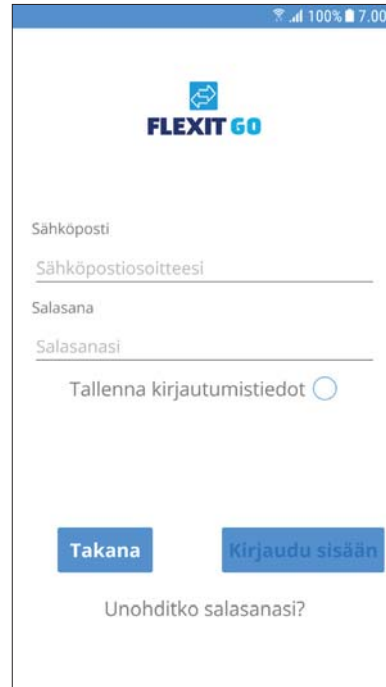 100% 7.00
FLEXIT GO
Sähköposti
Sähköpostiosoitteesi
Salasana
Salasanasi
Tallenna kirjautumistiedot
Takana Kirjaudu sisään
Unohditko salasanasi?